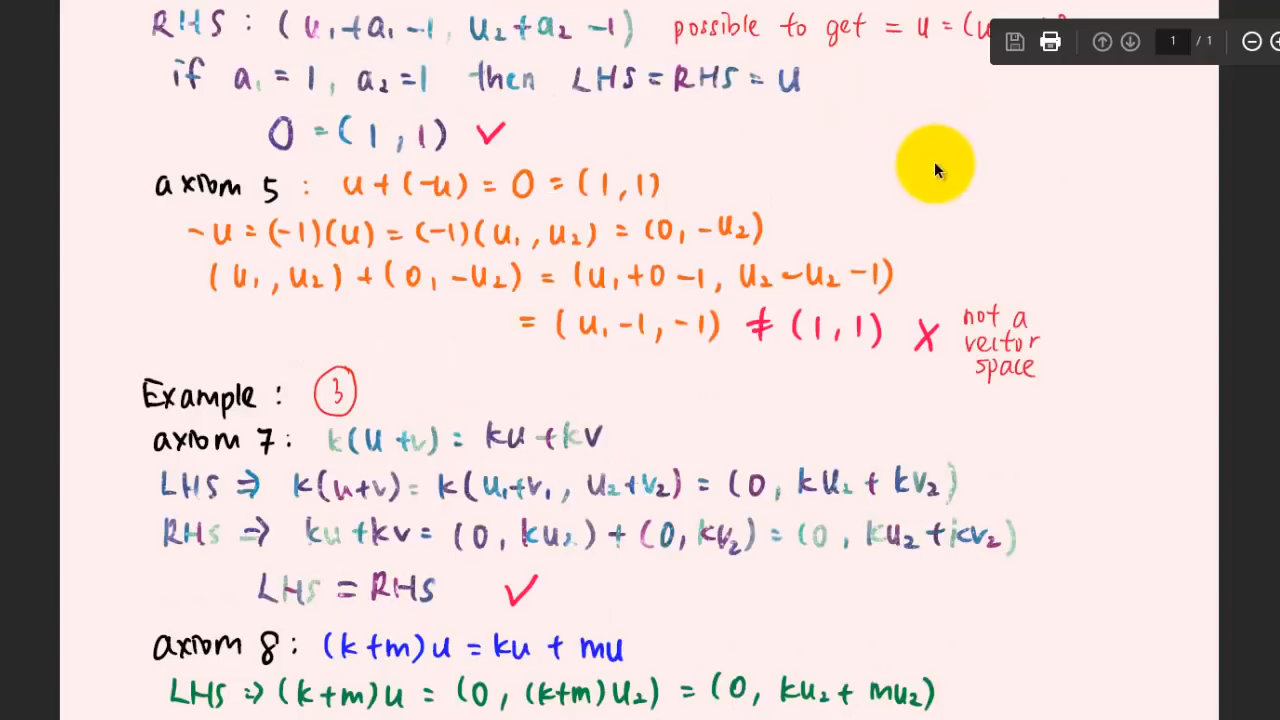 RHS : (u₁+a₁-1, u₂+a₂-1) possible to get = u = (u
1 / 1
if a₁ = 1, a₂=1 then LHS = RHS = u
0 = (1,1) ✓
axiom 5 : u + (-u) = 0 = (1,1)
-u = (-1)(u) = (-1)(u₁, u₂) = (0, -u₂)
(u₁, u₂) + (0, -u₂) = (u₁+0-1, u₂-u₂-1)
= (u₁-1, -1) ≠ (1,1) X not a
vector
space
Example : 3
axiom 7 : k(u+v) = ku + kv
LHS ⇒ k(u+v) = k(u₁+v₁, u₂+v₂) = (0, ku₂ + kv₂)
RHS ⇒ ku + kv = (0, ku₂) + (0, kv₂) = (0, ku₂ + kv₂)
LHS = RHS ✓
axiom 8 : (k+m)u = ku + mu
LHS ⇒ (k+m)u = (0, (k+m)u₂) = (0, ku₂ + mu₂)